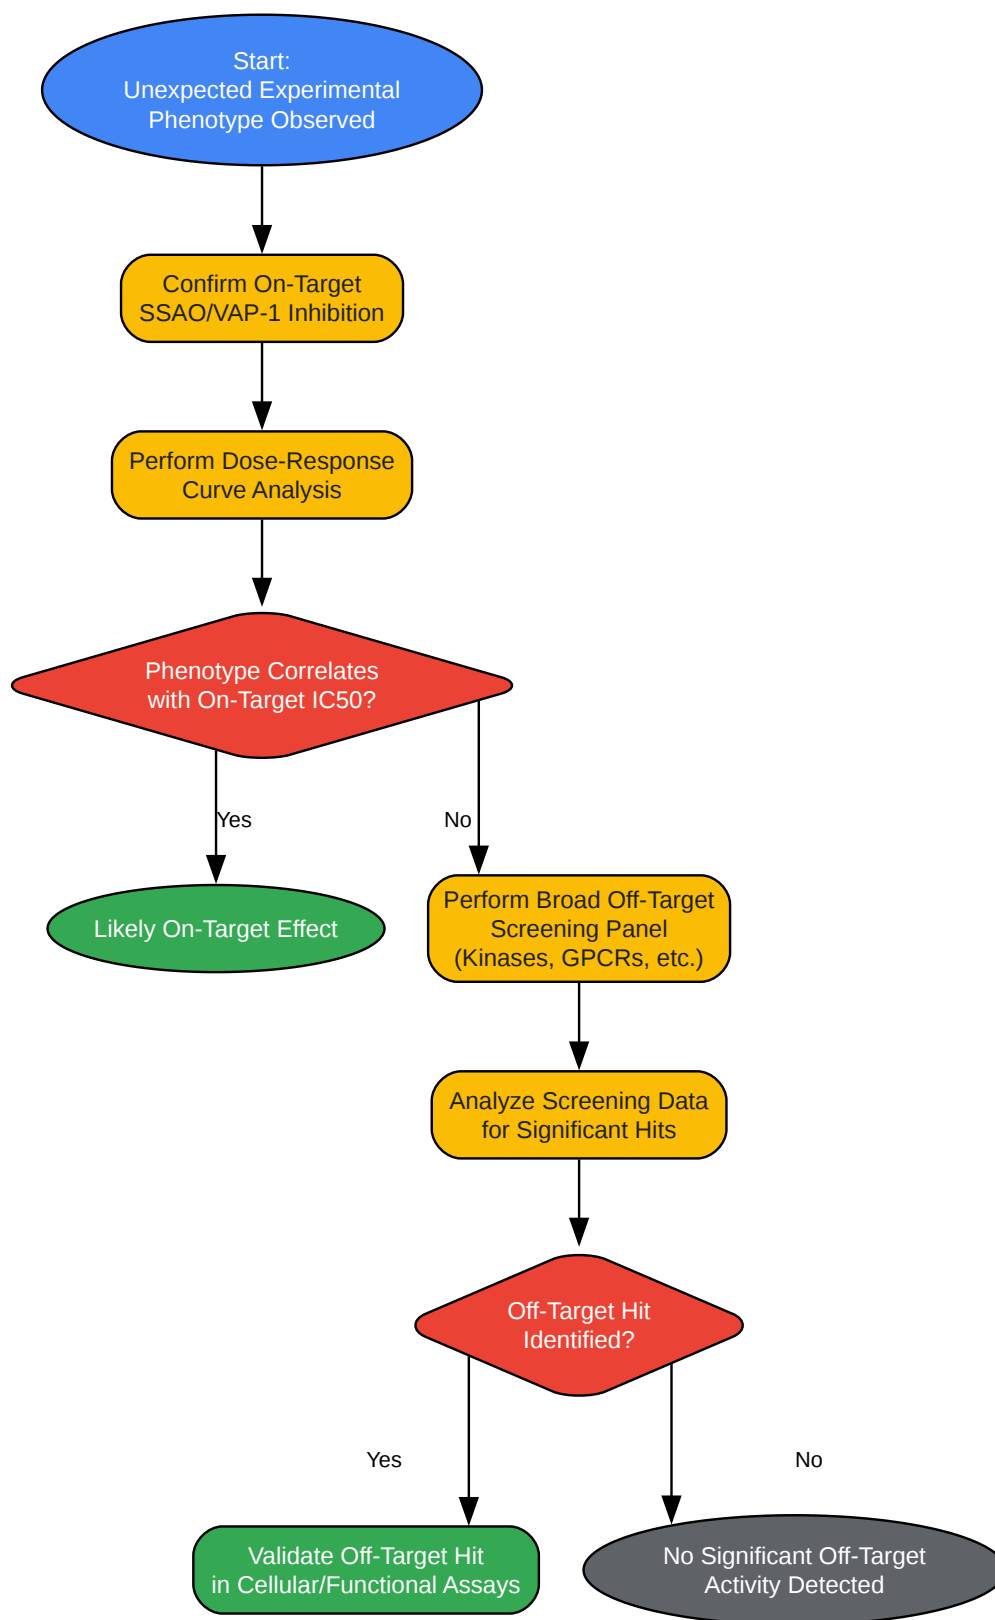 Start:
Unexpected Experimental
Phenotype Observed
Confirm On-Target
SSAO/VAP-1 Inhibition
Perform Dose-Response
Curve Analysis
Phenotype Correlates
with On-Target IC50?
Yes
No
Likely On-Target Effect
Perform Broad Off-Target
Screening Panel
(Kinases, GPCRs, etc.)
Analyze Screening Data
for Significant Hits
Off-Target Hit
Identified?
Yes
No
Validate Off-Target Hit
in Cellular/Functional Assays
No Significant Off-Target
Activity Detected